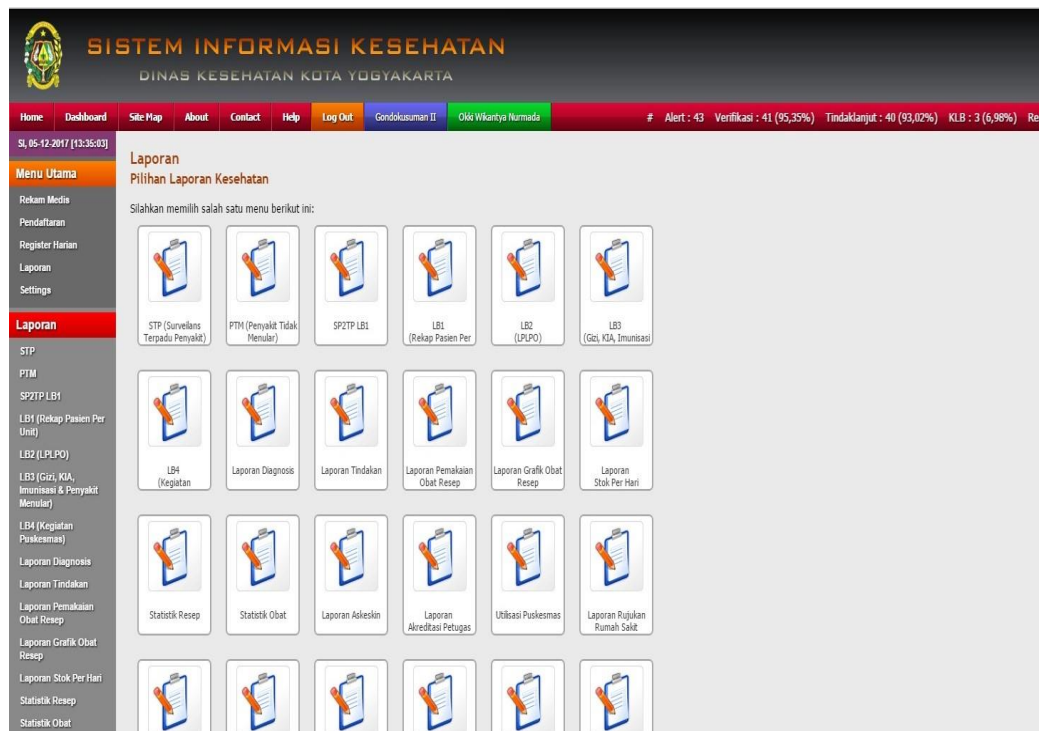 SISTEM INFORMASI KESEHATAN
DINAS KESEHATAN KOTA YOGYAKARTA
Home Dashboard Site Map About Contact Help Log Out Gondokusuman II Okki Wikantya Nurmada # Alert : 43 Verifikasi : 41 (95,35%) Tindaklanjut : 40 (93,02%) KLB : 3 (6,98%) Re
Sl, 05-12-2017 [13:35:03]
Menu Utama
Rekam Medis
Pendaftaran
Register Harian
Laporan
Settings
Laporan
STP
PTM
SP2TP LB1
LB1 (Rekap Pasien Per
Unit)
LB2 (LPLPO)
LB3 (Gizi, KIA,
Imunisasi & Penyakit
Menular)
LB4 (Kegiatan
Puskesmas)
Laporan Diagnosis
Laporan Tindakan
Laporan Pemakaian
Obat Resep
Laporan Grafik Obat
Resep
Laporan Stok Per Hari
Statistik Resep
Statistik Obat
Laporan
Pilihan Laporan Kesehatan
Silahkan memilih salah satu menu berikut ini:
STP (Surveilans
Terpadu Penyakit)
PTM (Penyakit Tidak
Menular)
SP2TP LB1
LB1
(Rekap Pasien Per
LB2
(LPLPO)
LB3
(Gizi, KIA, Imunisasi
LB4
(Kegiatan
Laporan Diagnosis
Laporan Tindakan
Laporan Pemakaian
Obat Resep
Laporan Grafik Obat
Resep
Laporan
Stok Per Hari
Statistik Resep
Statistik Obat
Laporan Askeskin
Laporan
Akreditasi Petugas
Utilisasi Puskesmas
Laporan Rujukan
Rumah Sakit